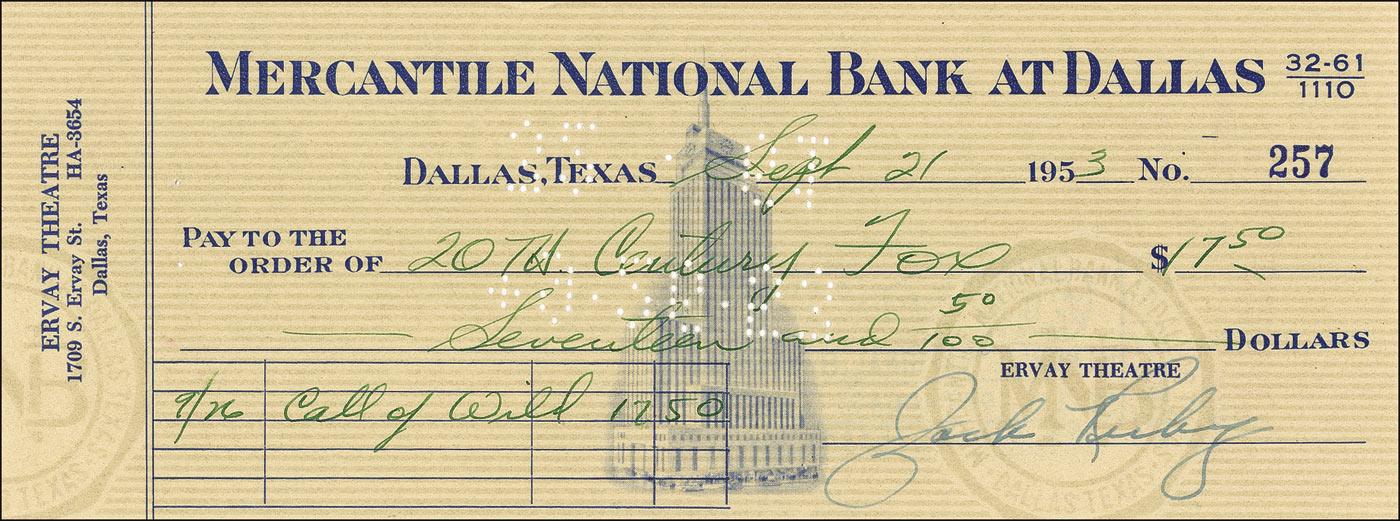 MERCANTILE NATIONAL BANK AT DALLAS 32-61
1110
ERVAY THEATRE
1709 S. Ervay St. HA-3654
Dallas, Texas
DALLAS, TEXAS Sept 21 1953 No. 257
PAY TO THE
ORDER OF 20TH. Century Fox $17 50
Seventeen and 50/100 DOLLARS
ERVAY THEATRE
9/26 Call of Wild 17 50
Jack Ruby